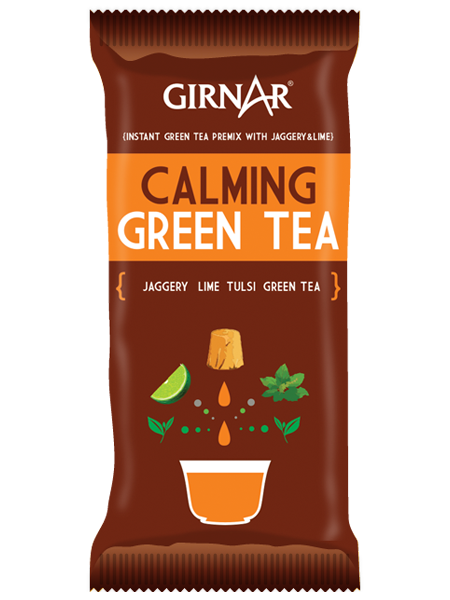 GIRNAR®
{INSTANT GREEN TEA PREMIX WITH JAGGERY&LIME}
CALMING
GREEN TEA
{ JAGGERY LIME TULSI GREEN TEA }